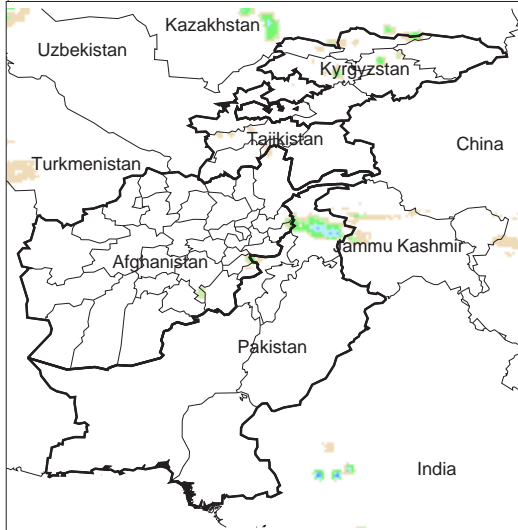 Kazakhstan
Uzbekistan
Kyrgyzstan
Tajikistan
China
Turkmenistan
Jammu Kashmir
Afghanistan
Pakistan
India